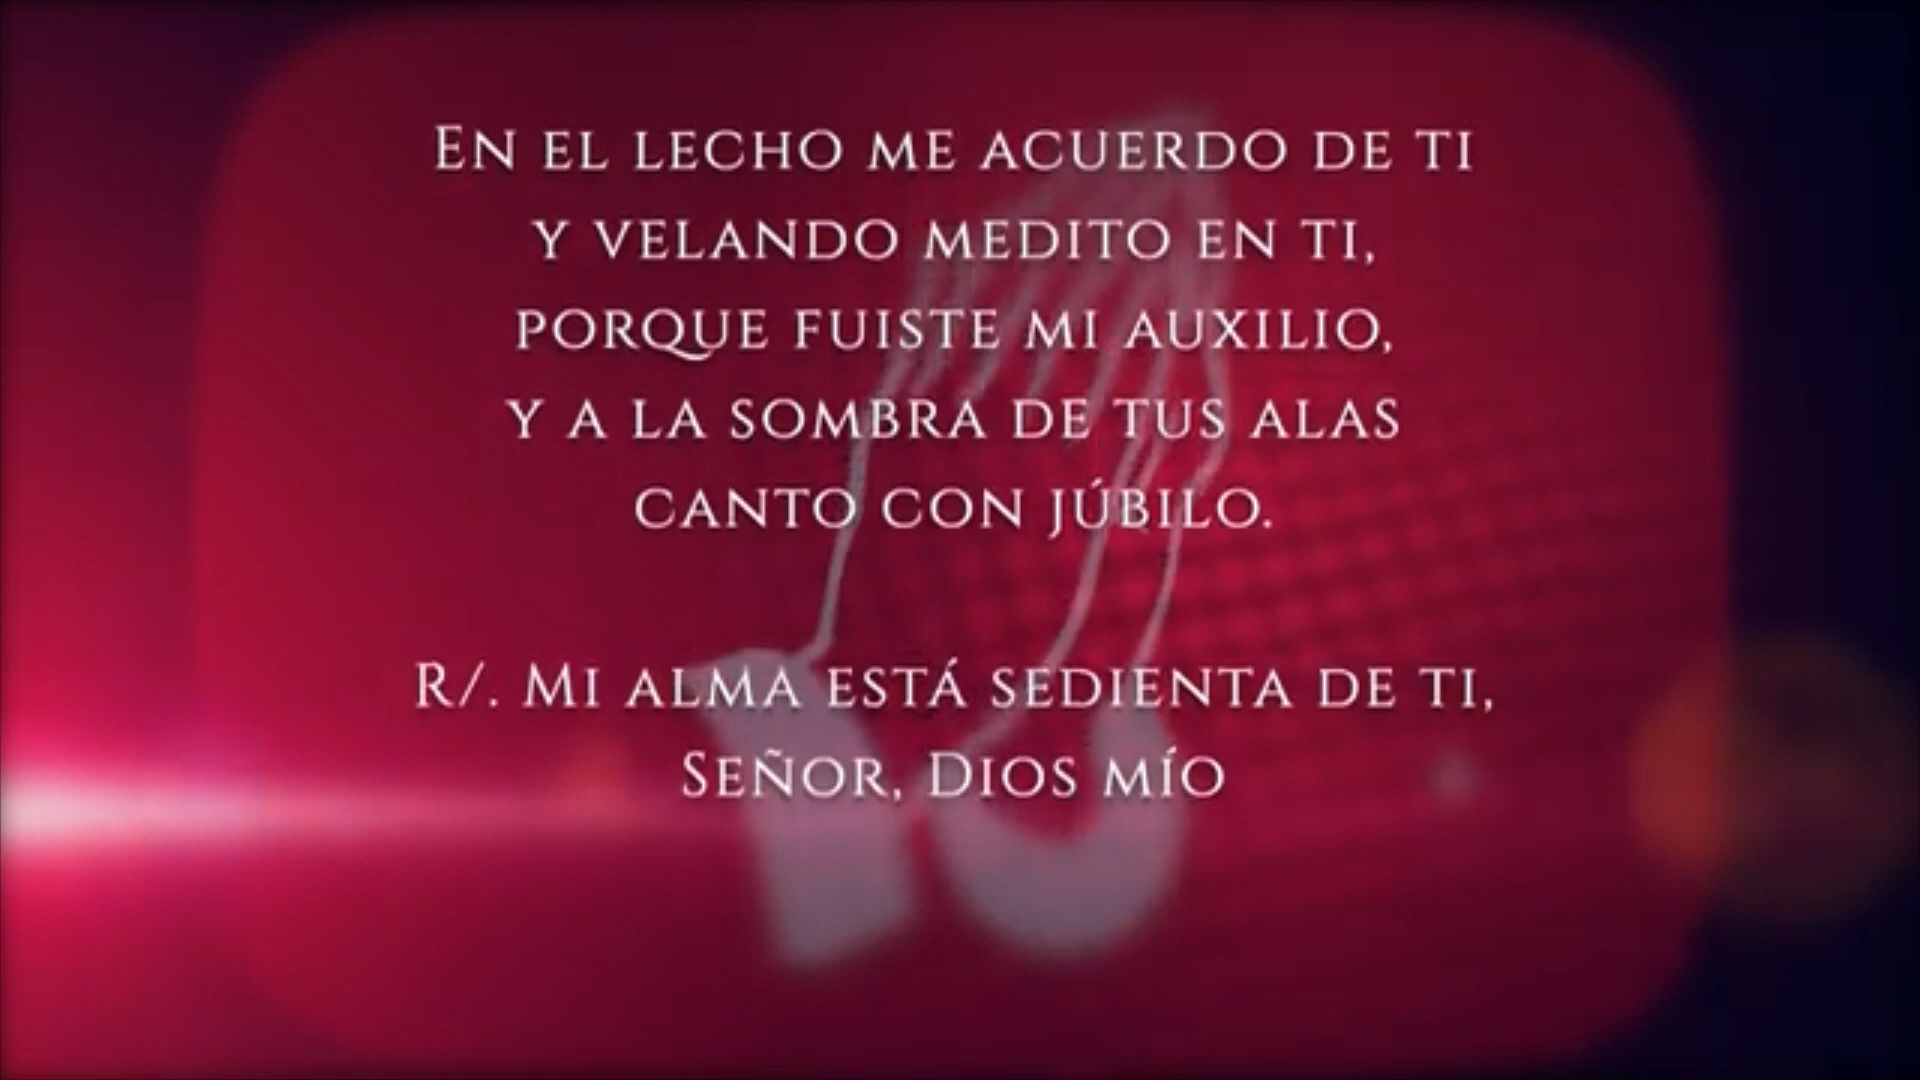 En el lecho me acuerdo de ti
y velando medito en ti,
porque fuiste mi auxilio,
y a la sombra de tus alas
canto con júbilo.
R/. Mi alma está sedienta de ti,
Señor, Dios mío